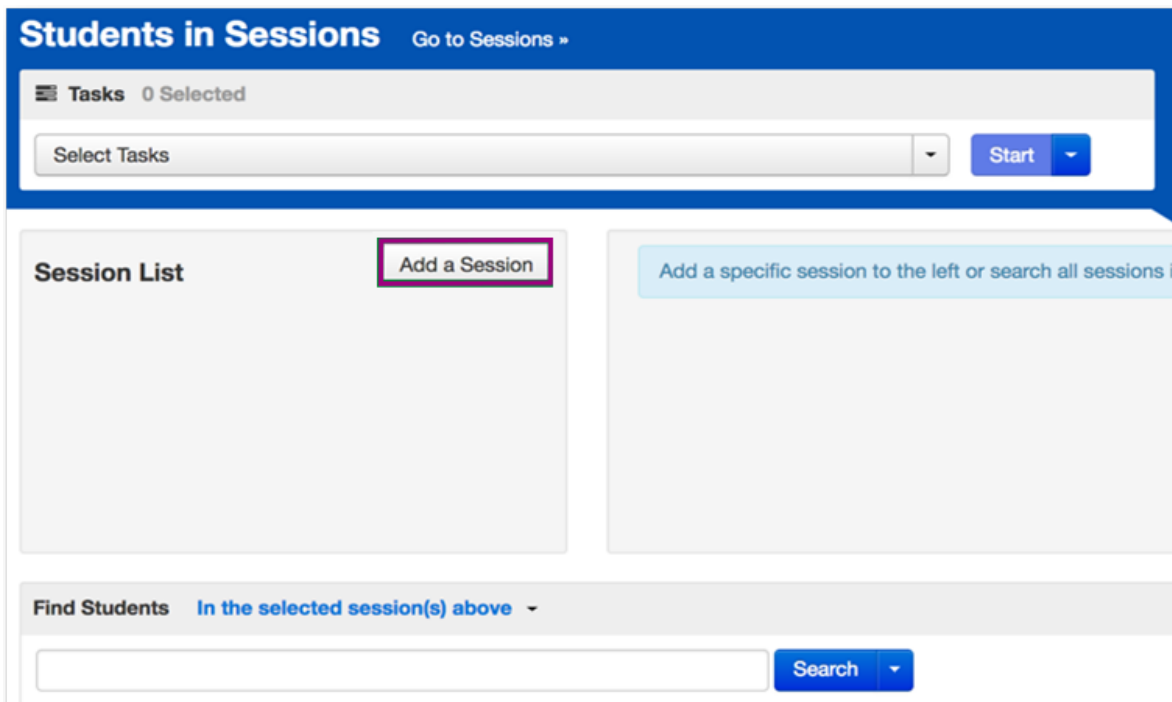 Students in Sessions Go to Sessions »
Tasks 0 Selected
Select Tasks Start
Session List Add a Session
Add a specific session to the left or search all sessions
Find Students In the selected session(s) above
Search